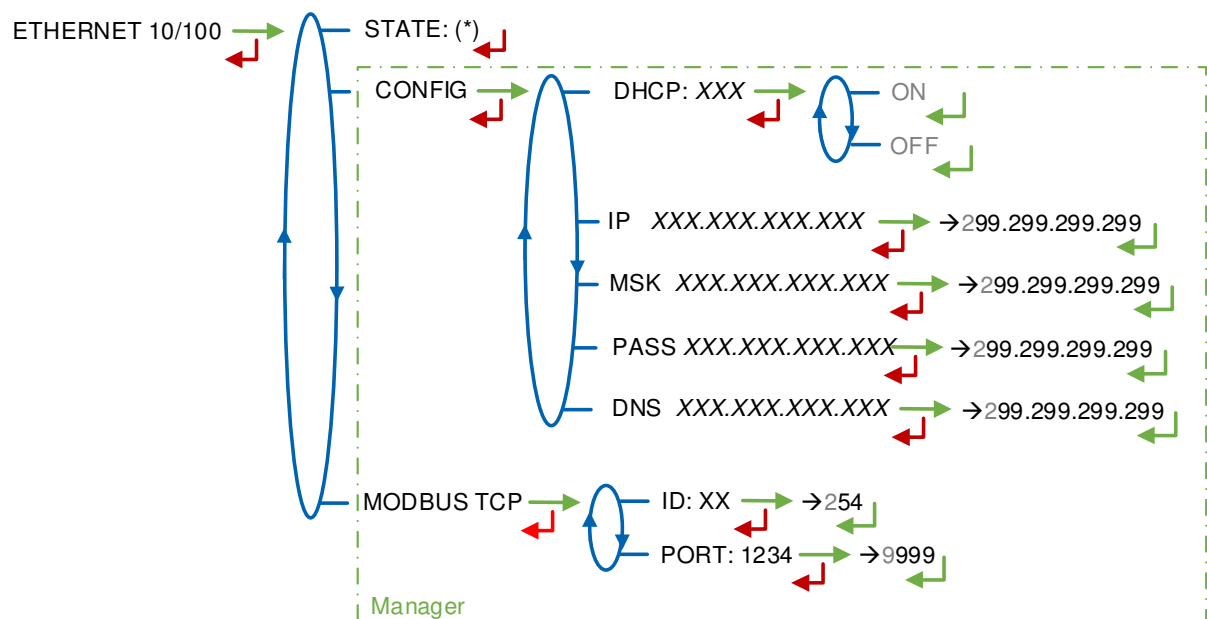 ETHERNET 10/100
STATE: (*)
CONFIG
DHCP: XXX
ON
OFF
IP XXX.XXX.XXX.XXX →299.299.299.299
MSK XXX.XXX.XXX.XXX →299.299.299.299
PASS XXX.XXX.XXX.XXX →299.299.299.299
DNS XXX.XXX.XXX.XXX →299.299.299.299
MODBUS TCP
ID: XX →254
PORT: 1234 →9999
Manager